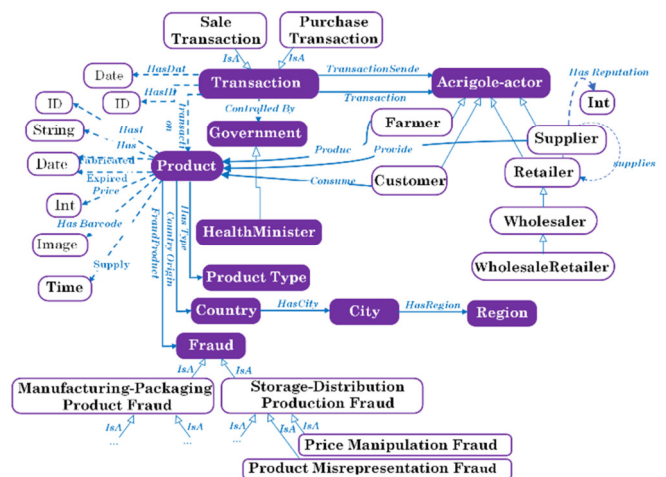 Sale
Transaction
Purchase
Transaction
IsA
IsA
HasDat
Date
Transaction
TransactionSende
Acrigole-actor
Has Reputation
ID
ID
HasID
Transaction
Int
Controlled By
TransactI
on
Farmer
HasI
String
Has
Government
Supplier
Produc
Provide
supplies
Date
Fabricated
Product
Retailer
Expired
Consume
Customer
Price
Int
Has Barcode
Wholesaler
Image
HealthMinister
Supply
Time
FraudProduct
Country Origin
Has Type
WholesaleRetailer
Product Type
Country
HasCity
City
HasRegion
Region
Fraud
IsA
IsA
Manufacturing-Packaging
Product Fraud
Storage-Distribution
Production Fraud
IsA
IsA
IsA
IsA
...
...
...
Price Manipulation Fraud
Product Misrepresentation Fraud